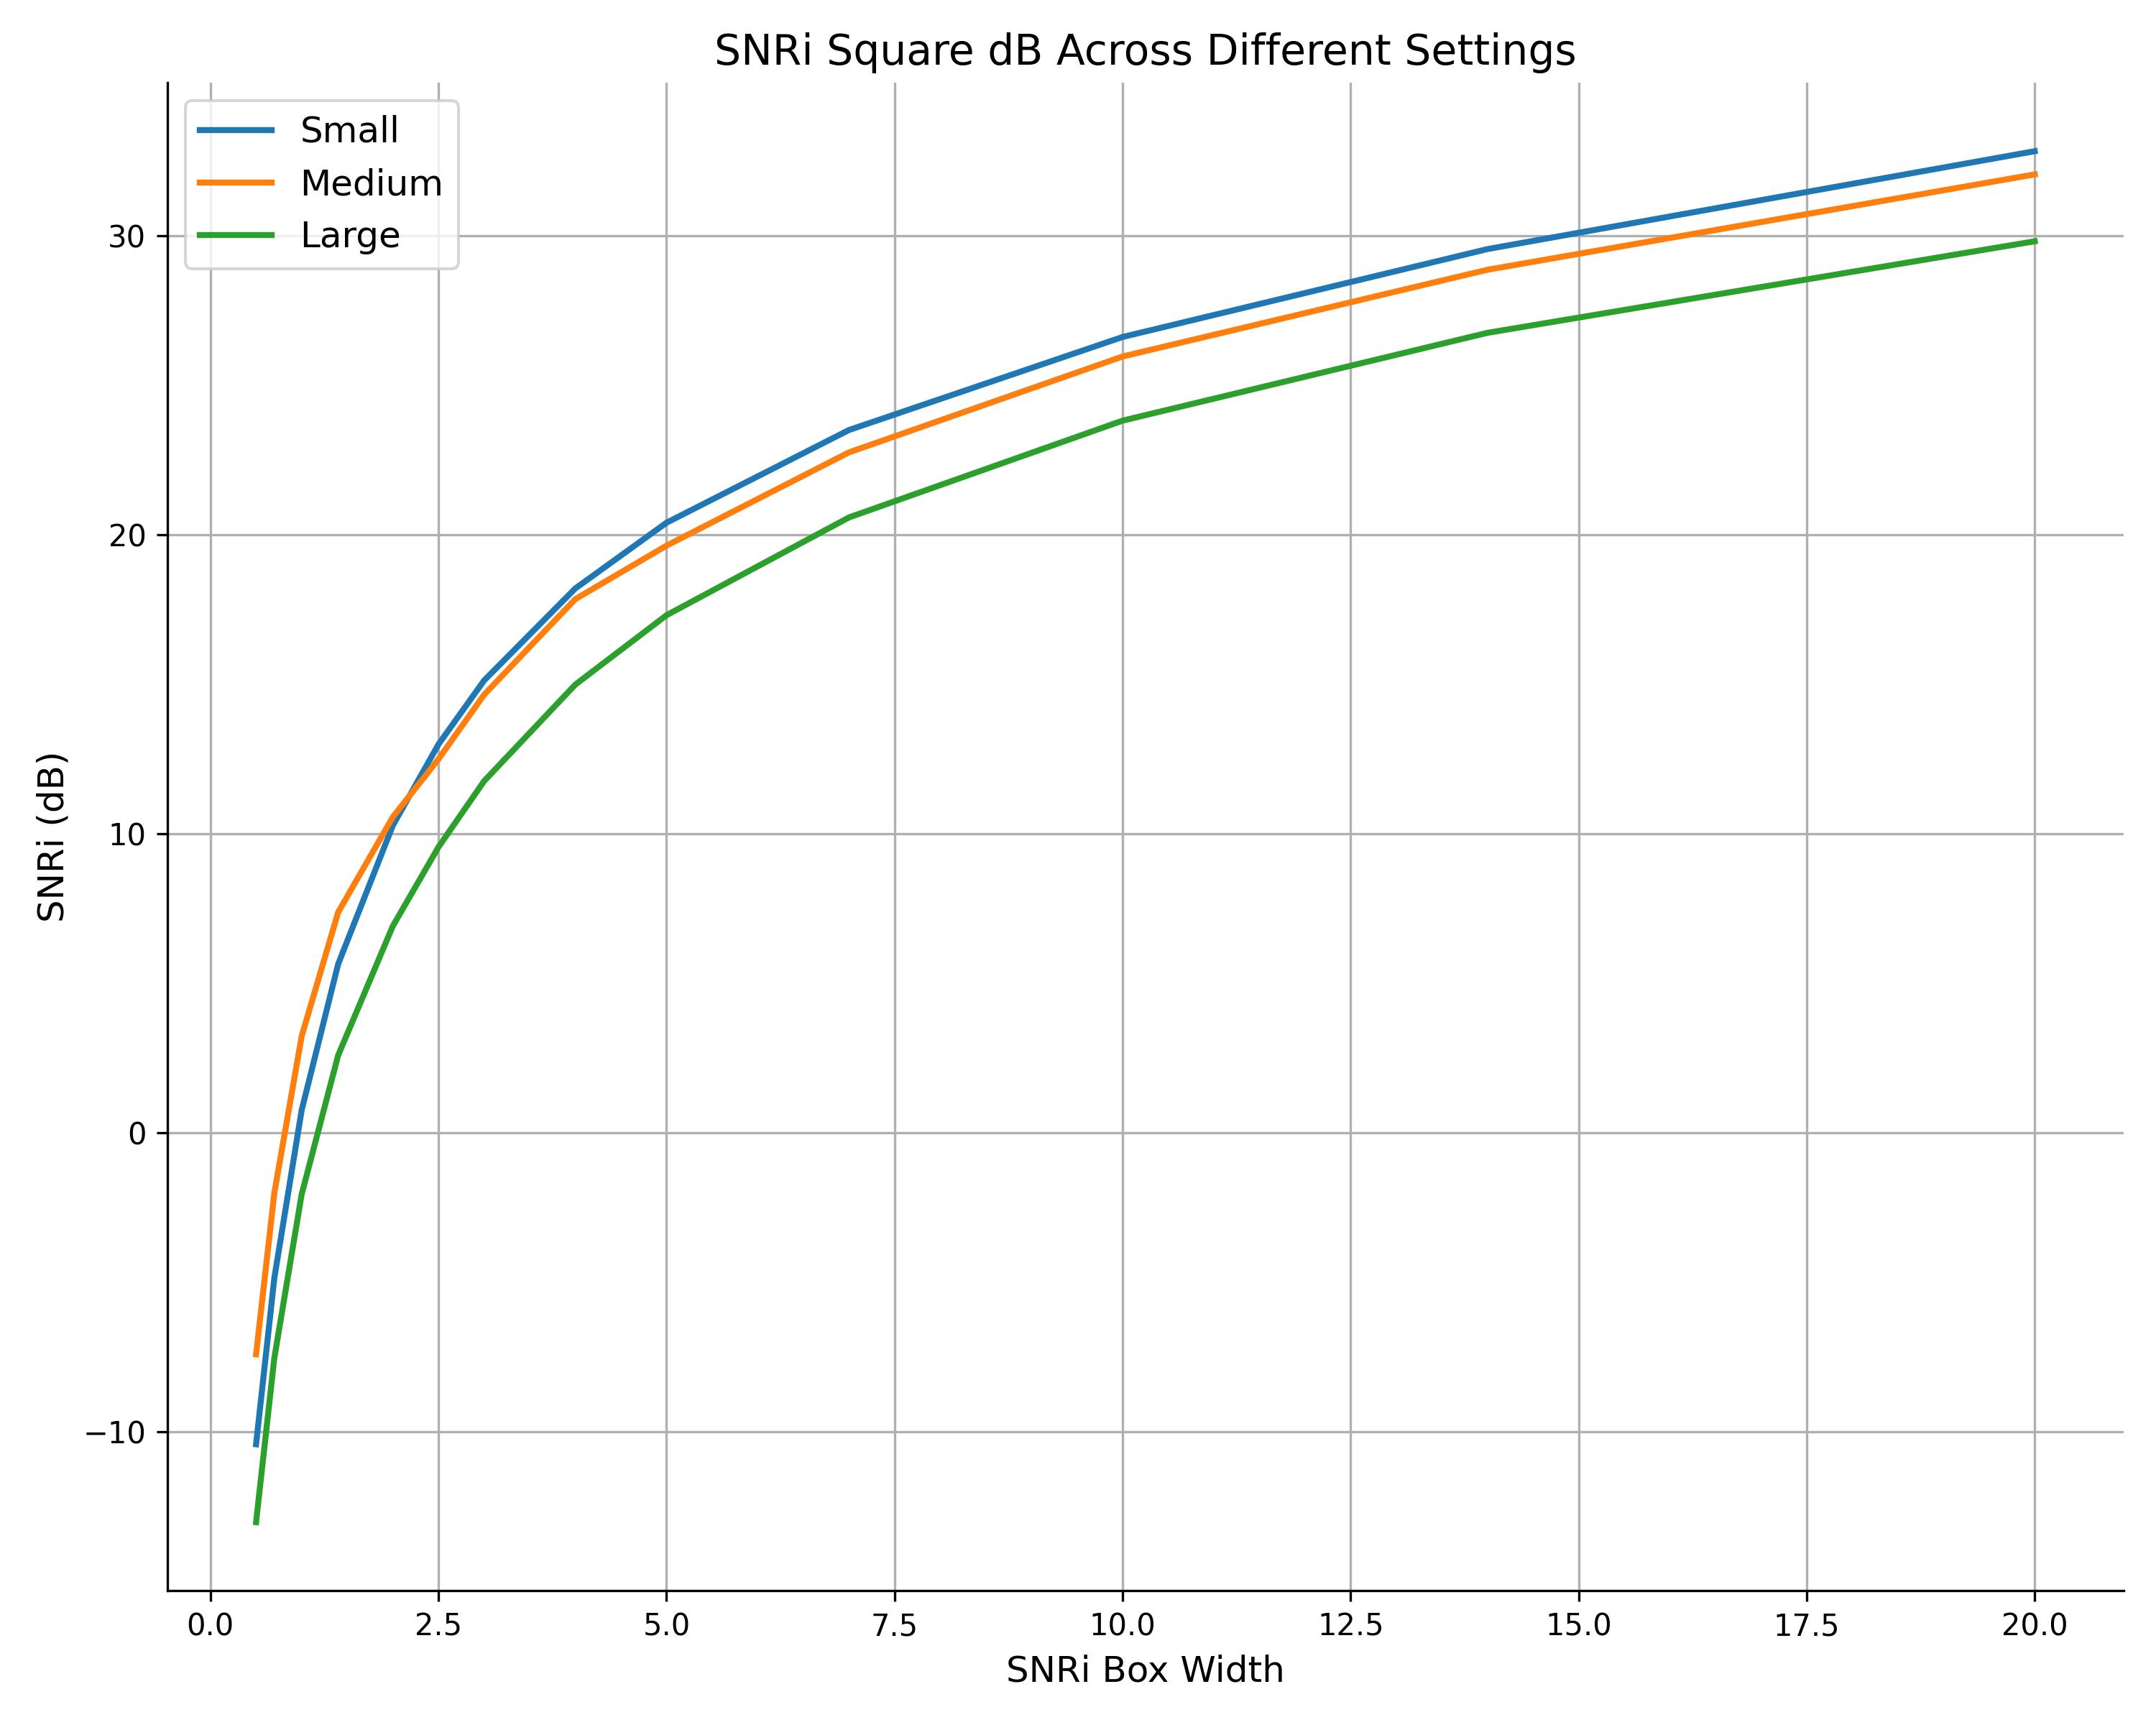 SNRi Square dB Across Different Settings
Small
Medium
Large
30
20
10
0
−10
SNRi (dB)
0.0 2.5 5.0 7.5 10.0 12.5 15.0 17.5 20.0
SNRi Box Width